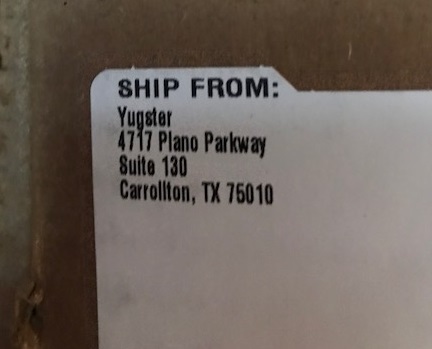 SHIP FROM:
Yugster
4717 Plano Parkway
Suite 130
Carrollton, TX 75010